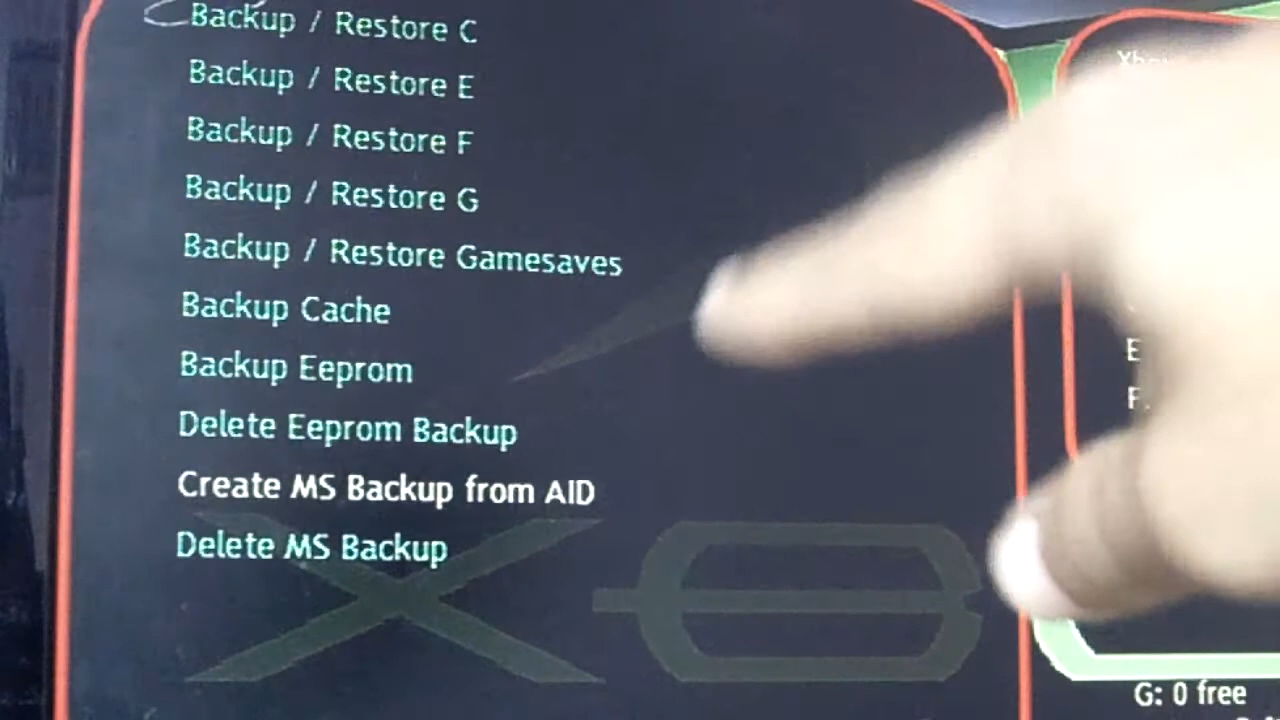 Backup / Restore C
Backup / Restore E
Backup / Restore F
Backup / Restore G
Backup / Restore Gamesaves
Backup Cache
Backup Eeprom
Delete Eeprom Backup
Create MS Backup from AID
Delete MS Backup
G: 0 free